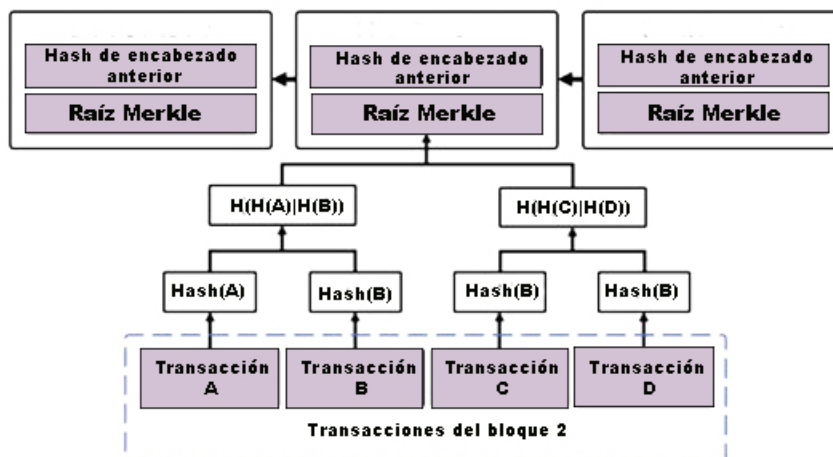 Hash de encabezado
anterior
Raíz Merkle
Hash de encabezado
anterior
Raíz Merkle
Hash de encabezado
anterior
Raíz Merkle
H(H(A)|H(B))
H(H(C)|H(D))
Hash(A)
Hash(B)
Hash(B)
Hash(B)
Transacción
A
Transacción
B
Transacción
C
Transacción
D
Transacciones del bloque 2